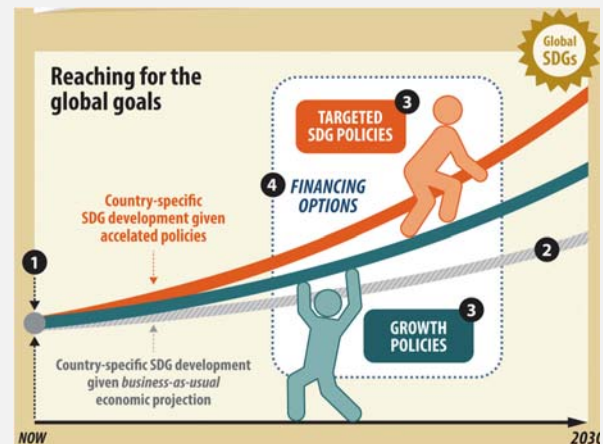 Global
SDGs
Reaching for the
global goals
3
TARGETED
SDG POLICIES
4 FINANCING
OPTIONS
Country-specific
SDG development given
accelated policies
1
2
3
GROWTH
POLICIES
Country-specific SDG development
given business-as-usual
economic projection
NOW
2030